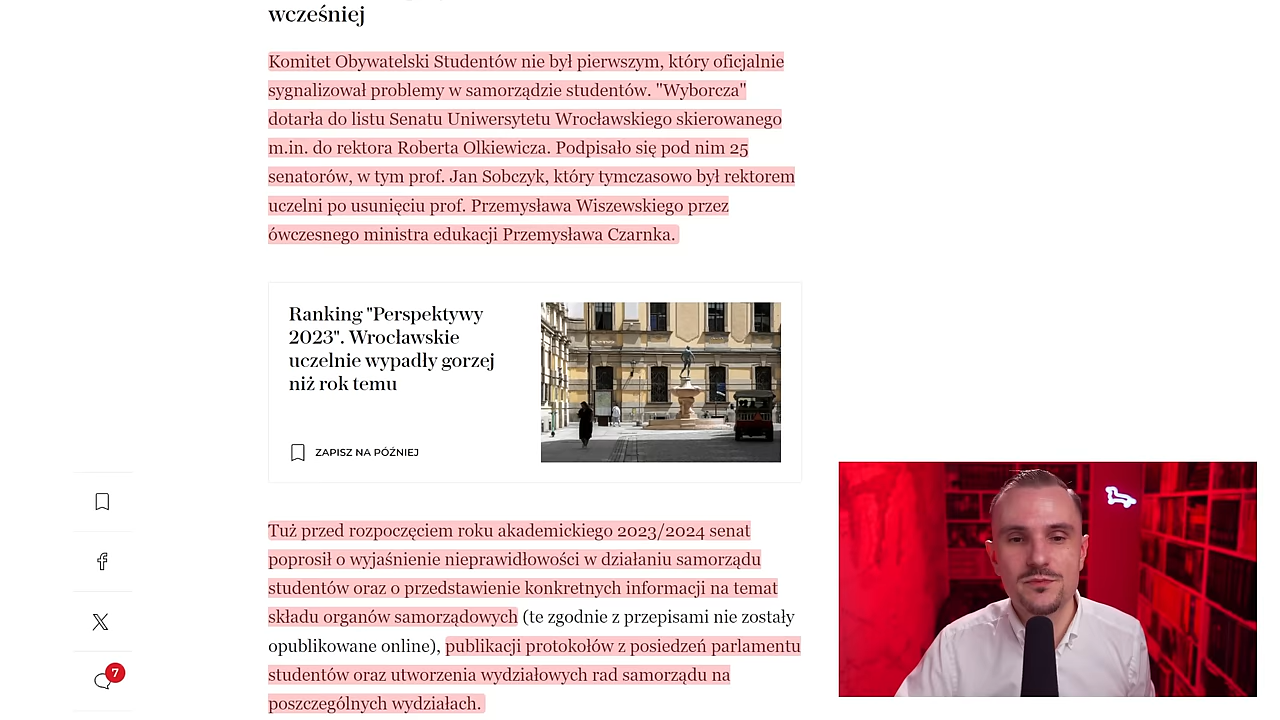 wcześniej
Komitet Obywatelski Studentów nie był pierwszym, który oficjalnie
sygnalizował problemy w samorządzie studentów. "Wyborcza"
dotarła do listu Senatu Uniwersytetu Wrocławskiego skierowanego
m.in. do rektora Roberta Olkiewicza. Podpisało się pod nim 25
senatorów, w tym prof. Jan Sobczyk, który tymczasowo był rektorem
uczelni po usunięciu prof. Przemysława Wiszewskiego przez
ówczesnego ministra edukacji Przemysława Czarnka.
Ranking "Perspektywy
2023". Wrocławskie
uczelnie wypadły gorzej
niż rok temu
ZAPISZ NA PÓŹNIEJ
Tuż przed rozpoczęciem roku akademickiego 2023/2024 senat
poprosił o wyjaśnienie nieprawidłowości w działaniu samorządu
studentów oraz o przedstawienie konkretnych informacji na temat
składu organów samorządowych (te zgodnie z przepisami nie zostały
opublikowane online), publikacji protokołów z posiedzeń parlamentu
studentów oraz utworzenia wydziałowych rad samorządu na
poszczególnych wydziałach.
7